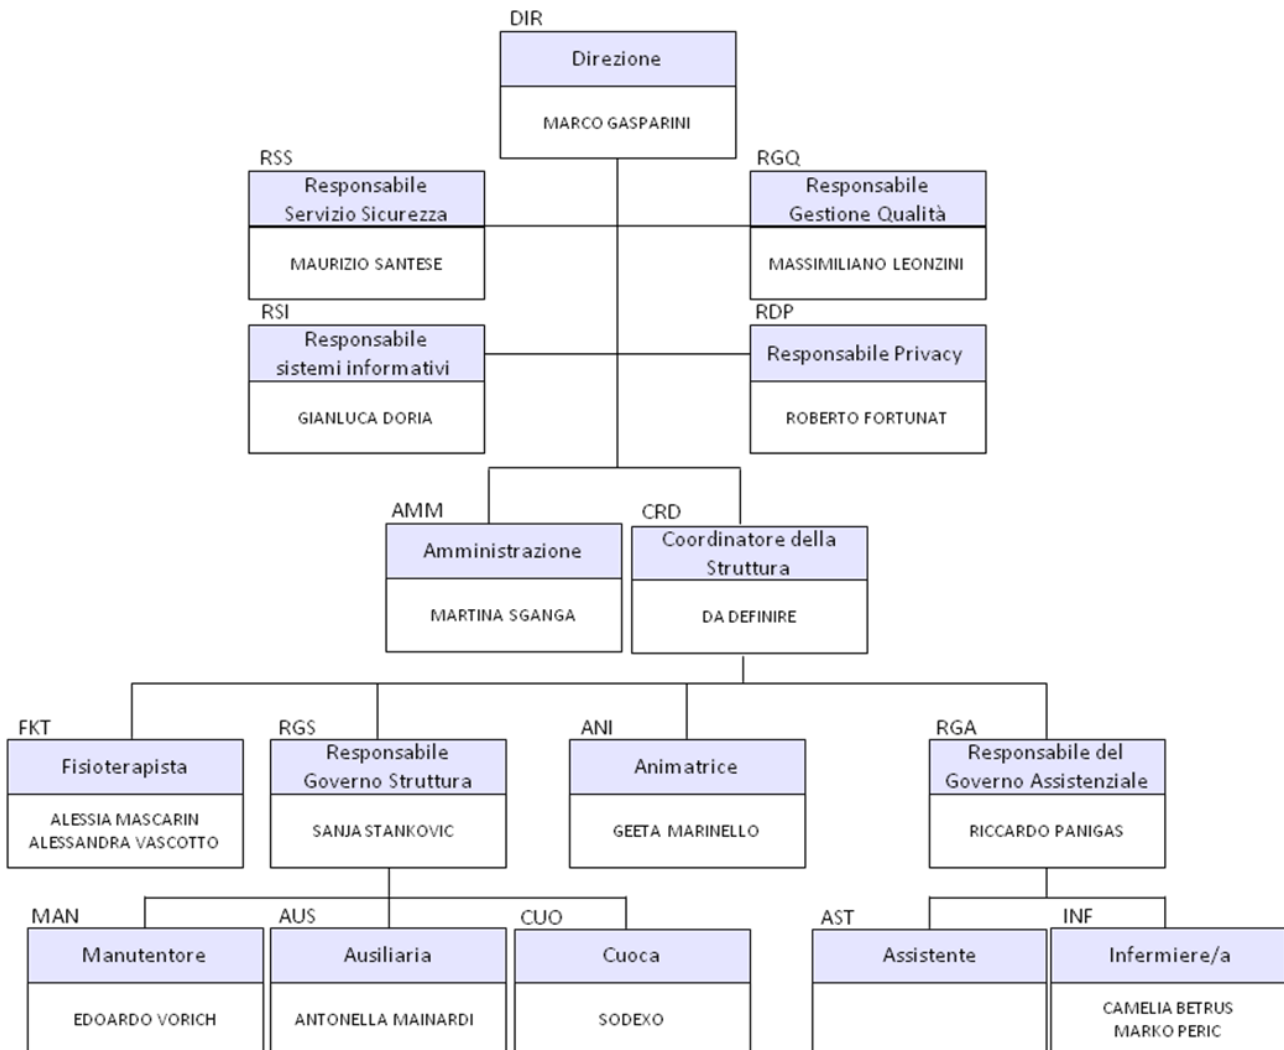 DIR
Direzione
MARCO GASPARINI
RSS
Responsabile
Servizio Sicurezza
MAURIZIO SANTESE
RGQ
Responsabile
Gestione Qualità
MASSIMILIANO LEONZINI
RSI
Responsabile
sistemi informativi
GIANLUCA DORIA
RDP
Responsabile Privacy
ROBERTO FORTUNAT
AMM
Amministrazione
MARTINA SGANGA
CRD
Coordinatore della
Struttura
DA DEFINIRE
FKT
Fisioterapista
ALESSIA MASCARIN
ALESSANDRA VASCOTTO
RGS
Responsabile
Governo Struttura
SANJA STANKOVIC
ANI
Animatrice
GEETA MARINELLO
RGA
Responsabile del
Governo Assistenziale
RICCARDO PANIGAS
MAN
Manutentore
EDOARDO VORICH
AUS
Ausiliaria
ANTONELLA MAINARDI
CUO
Cuoca
SODEXO
AST
Assistente
INF
Infermiere/a
CAMELIA BETRUS
MARKO PERIC